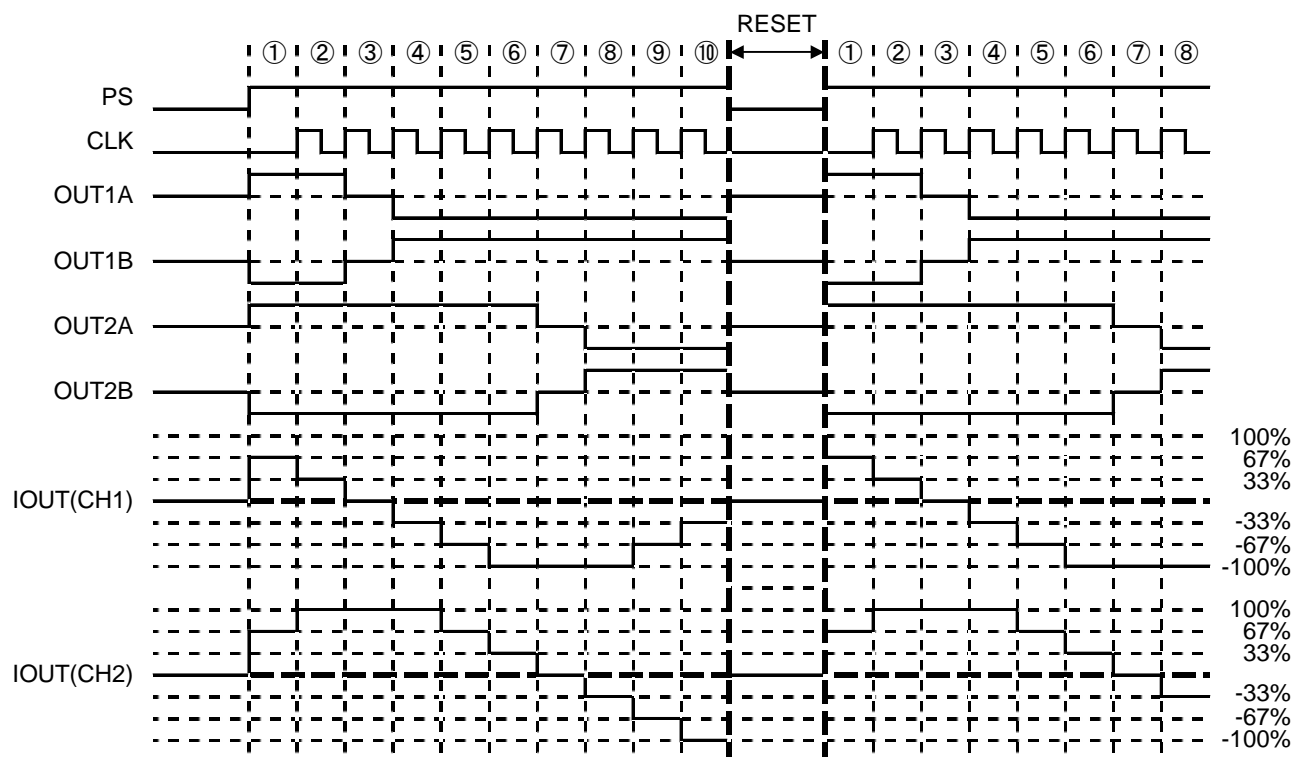 RESET
① ② ③ ④ ⑤ ⑥ ⑦ ⑧ ⑨ ⑩ ① ② ③ ④ ⑤ ⑥ ⑦ ⑧
PS
CLK
OUT1A
OUT1B
OUT2A
OUT2B
100%
67%
33%
IOUT(CH1)
-33%
-67%
-100%
100%
67%
33%
IOUT(CH2)
-33%
-67%
-100%